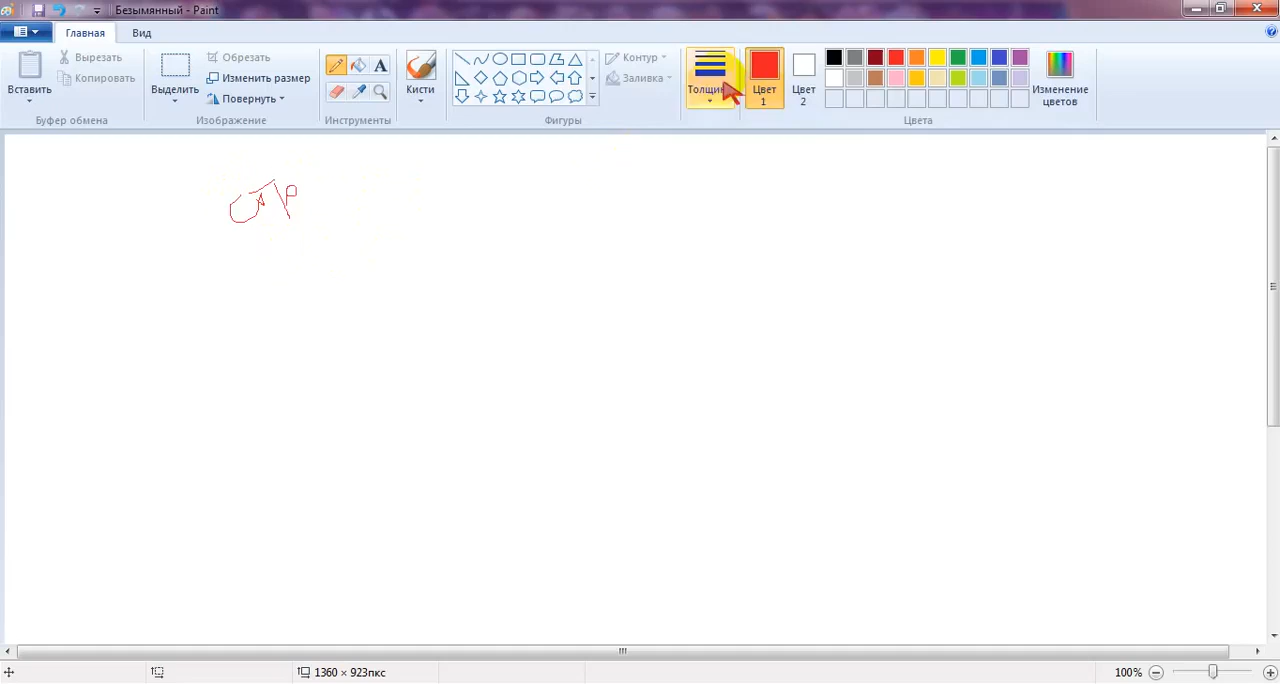 Безымянный - Paint
Главная Вид
Вставить
Вырезать
Копировать
Буфер обмена
Выделить
Обрезать
Изменить размер
Повернуть
Изображение
A
Инструменты
Кисти
Фигуры
Контур
Заливка
Цвет
1
Цвет
2
Изменение
цветов
Цвета
1360 × 923пкс
100%